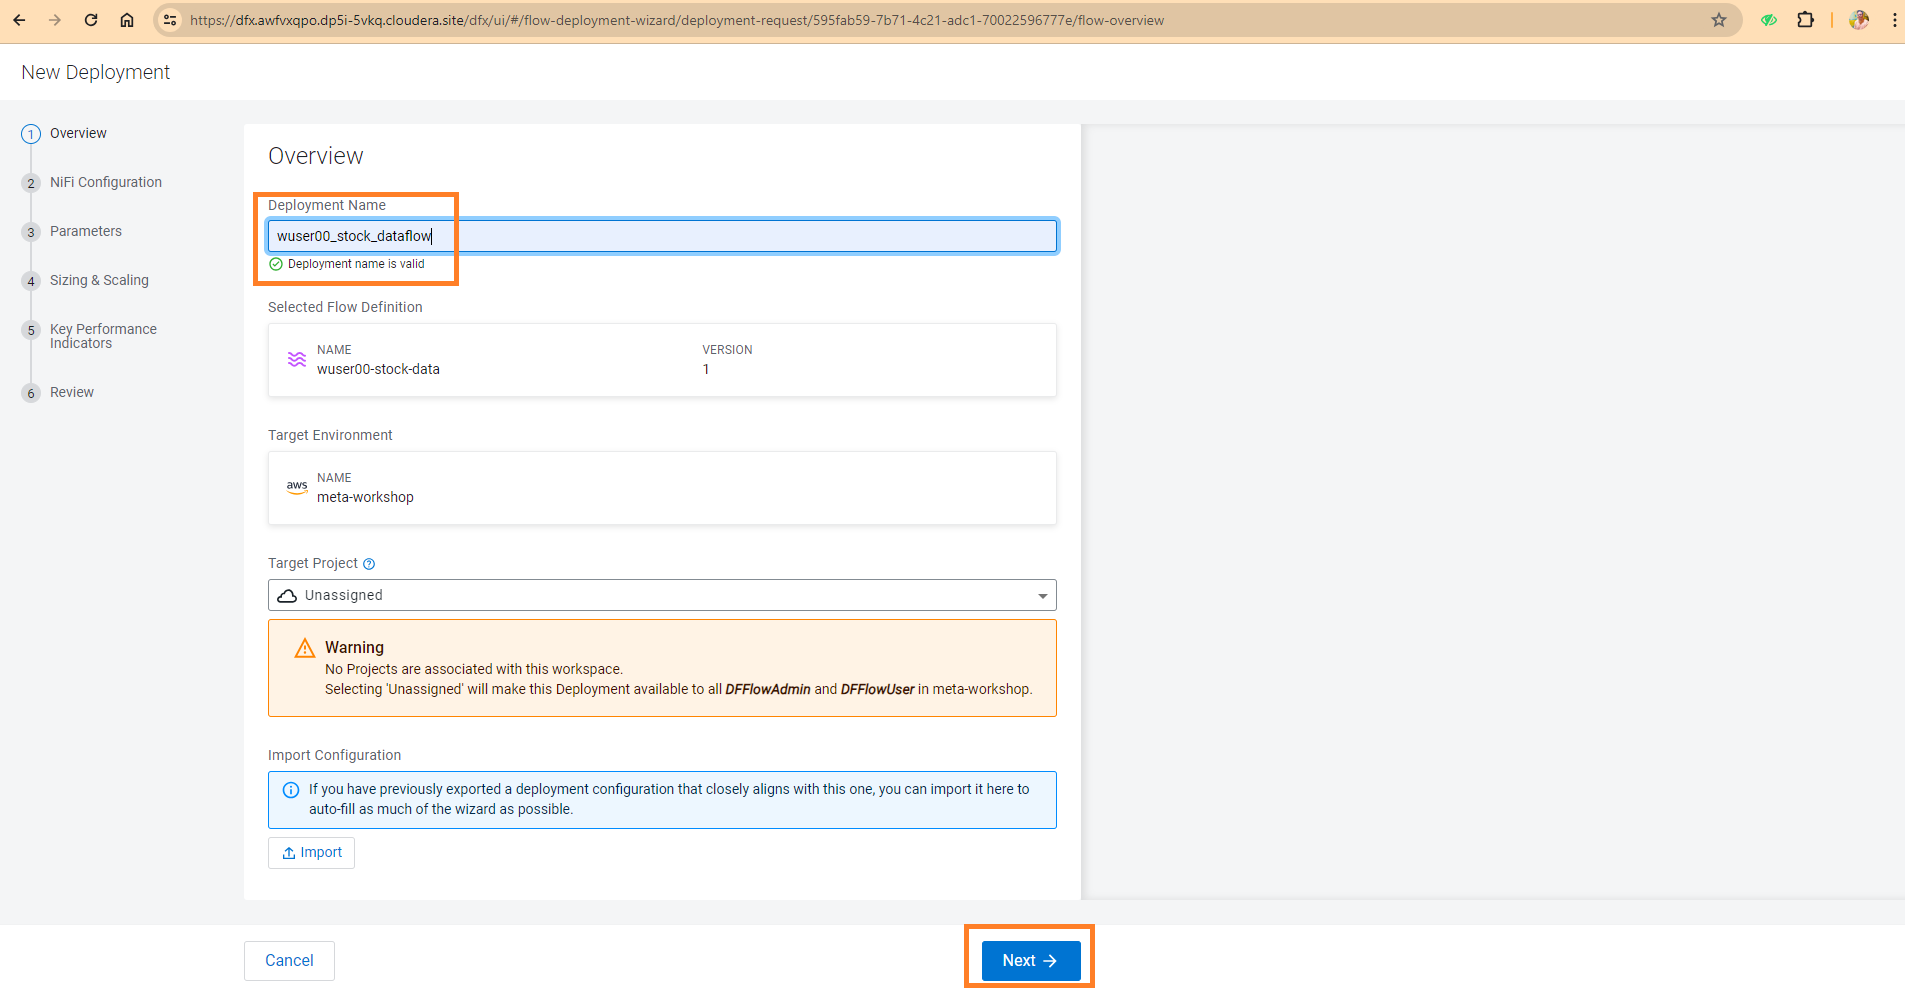 https://dfx.awfvxqpo.dp5i-5vkq.cloudera.site/dfx/ui/#/flow-deployment-wizard/deployment-request/595fab59-7b71-4c21-adc1-70022596777e/flow-overview
New Deployment
1 Overview
2 NiFi Configuration
3 Parameters
4 Sizing & Scaling
5 Key Performance
Indicators
6 Review
Overview
Deployment Name
wuser00_stock_dataflow
Deployment name is valid
Selected Flow Definition
NAME
wuser00-stock-data
VERSION
1
Target Environment
aws
NAME
meta-workshop
Target Project
Unassigned
Warning
No Projects are associated with this workspace.
Selecting 'Unassigned' will make this Deployment available to all DFFlowAdmin and DFFlowUser in meta-workshop.
Import Configuration
If you have previously exported a deployment configuration that closely aligns with this one, you can import it here to
auto-fill as much of the wizard as possible.
Import
Cancel
Next